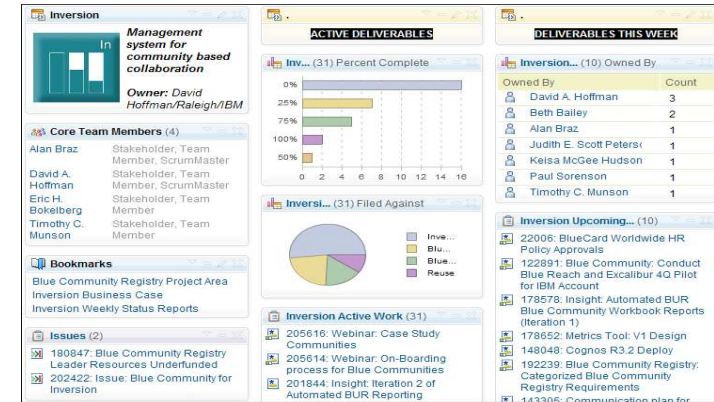 Inversion
In
Management
system for
community based
collaboration
Owner: David
Hoffman/Raleigh/IBM
Core Team Members (4)
Alan Braz
Stakeholder, Team
Member, ScrumMaster
David A.
Hoffman
Stakeholder, Team
Member
Eric H.
Bokelberg
Stakeholder, Team
Member
Timothy C.
Munson
Stakeholder, Team
Member
Bookmarks
Blue Community Registry Project Area
Inversion Business Case
Inversion Weekly Status Reports
Issues (2)
180847: Blue Community Registry
Leader Resources Underfunded
202422: Issue: Blue Community for
Inversion
.
ACTIVE DELIVERABLES
Inv... (31) Percent Complete
0%
25%
75%
100%
50%
0 2 4 6 8 10 12 14 16
Inversi... (31) Filed Against
Inve...
Blu...
Blue...
Reuse
Inversion Active Work (31)
205616: Webinar: Case Study
Communities
205614: Webinar: On-Boarding
process for Blue Communities
201844: Insight: Iteration 2 of
Automated BUR Reporting
.
DELIVERABLES THIS WEEK
Inversion... (10) Owned By
Owned By Count
David A. Hoffman 3
Beth Bailey 2
Alan Braz 1
Judith E. Scott Peters 1
Keisa McGee Hudson 1
Paul Sorenson 1
Timothy C. Munson 1
Inversion Upcoming... (10)
22006: BlueCard Worldwide HR
Policy Approvals
122891: Blue Community: Conduct
Blue Reach and Excalibur 4Q Pilot
for IBM Account
178578: Insight: Automated BUR
Blue Community Workbook Reports
(Iteration 1)
178652: Metrics Tool: V1 Design
148048: Cognos R3.2 Deploy
192239: Blue Community Registry:
Categorized Blue Community
Registry Requirements
143305: Communication plan for